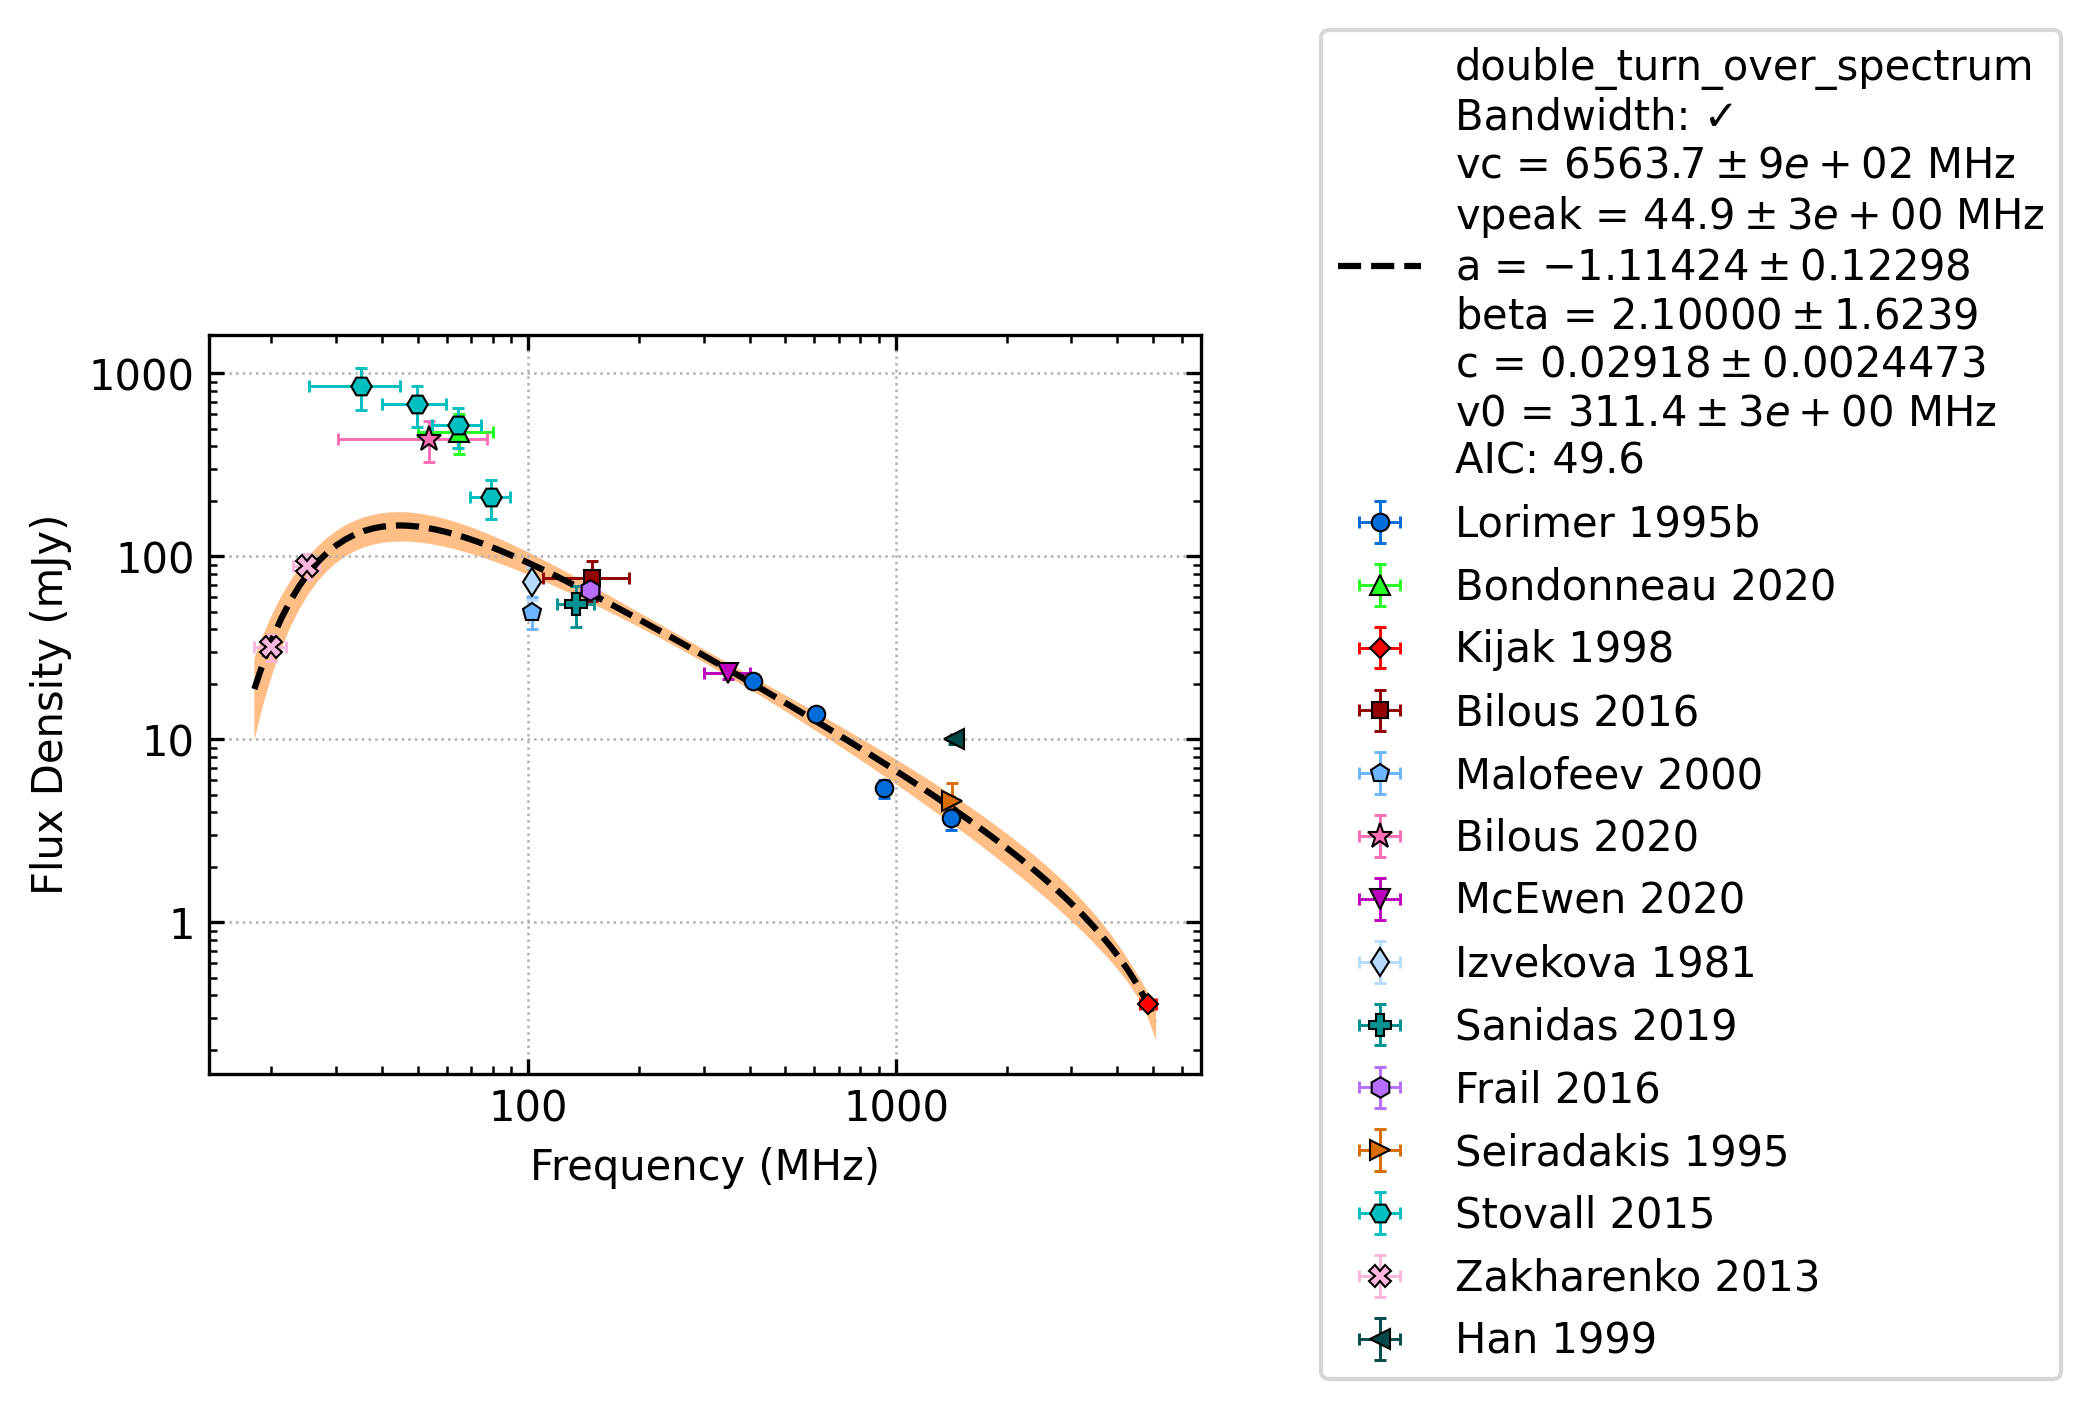 double_turn_over_spectrum
Bandwidth: ✓
vc = 6563.7 ± 9e + 02 MHz
vpeak = 44.9 ± 3e + 00 MHz
a = −1.11424 ± 0.12298
beta = 2.10000 ± 1.6239
c = 0.02918 ± 0.0024473
v0 = 311.4 ± 3e + 00 MHz
AIC: 49.6
Lorimer 1995b
Bondonneau 2020
Kijak 1998
Bilous 2016
Malofeev 2000
Bilous 2020
McEwen 2020
Izvekova 1981
Sanidas 2019
Frail 2016
Seiradakis 1995
Stovall 2015
Zakharenko 2013
Han 1999
1000
100
10
1
Flux Density (mJy)
100
1000
Frequency (MHz)